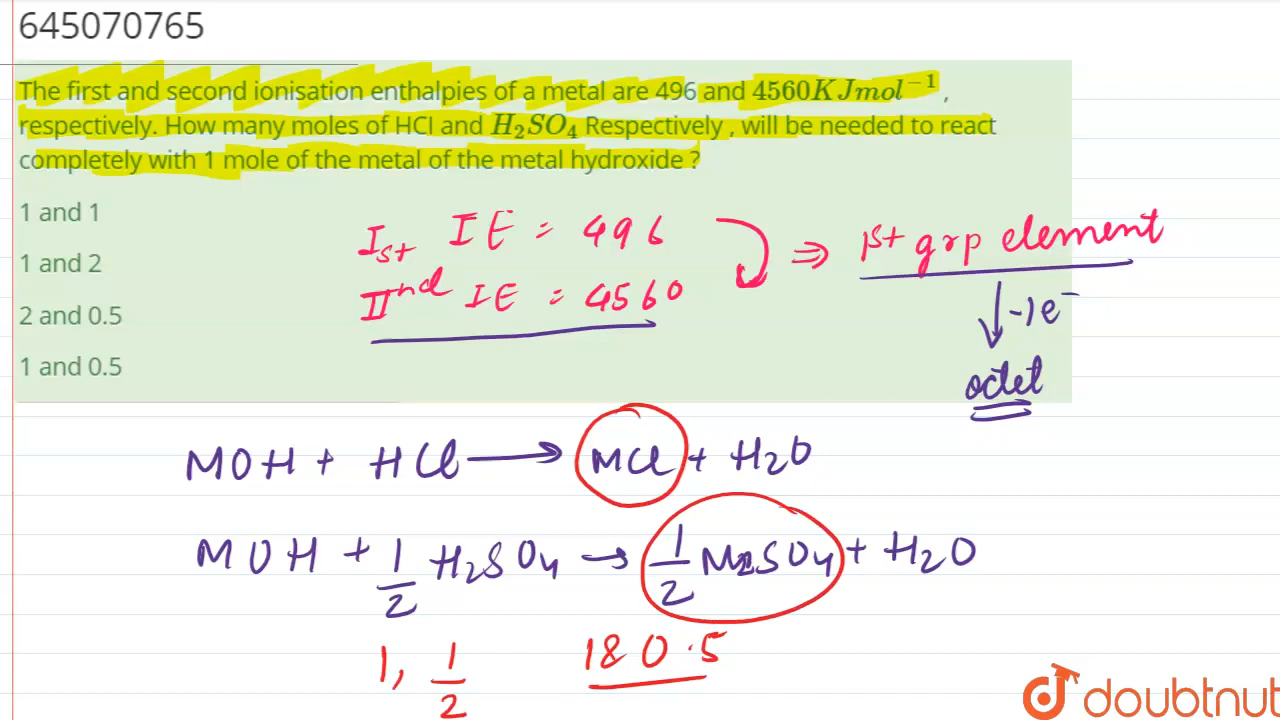 645070765
The first and second ionisation enthalpies of a metal are 496 and 4560KJmol⁻¹ ,
respectively. How many moles of HCl and H₂SO₄ Respectively , will be needed to react
completely with 1 mole of the metal of the metal hydroxide ?
1 and 1
1 and 2
2 and 0.5
1 and 0.5
Ist IE = 496
IInd IE = 4560
⇒ 1st grp element
-1e⁻
octet
MOH + HCl → MCl + H₂O
MOH + 1/2 H₂SO₄ → 1/2 M₂SO₄ + H₂O
1, 1/2
1 & 0.5
doubtnut